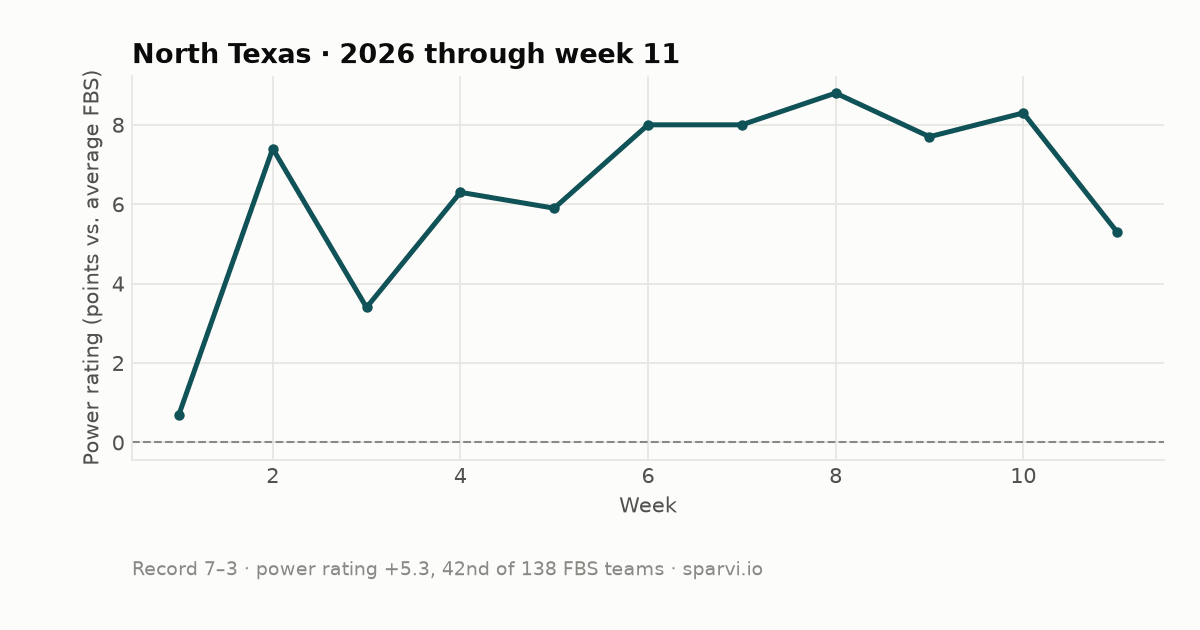 North Texas · 2026 through week 11
Power rating (points vs. average FBS)
8
6
4
2
0
2 4 6 8 10
Week
Record 7–3 · power rating +5.3, 42nd of 138 FBS teams · sparvi.io